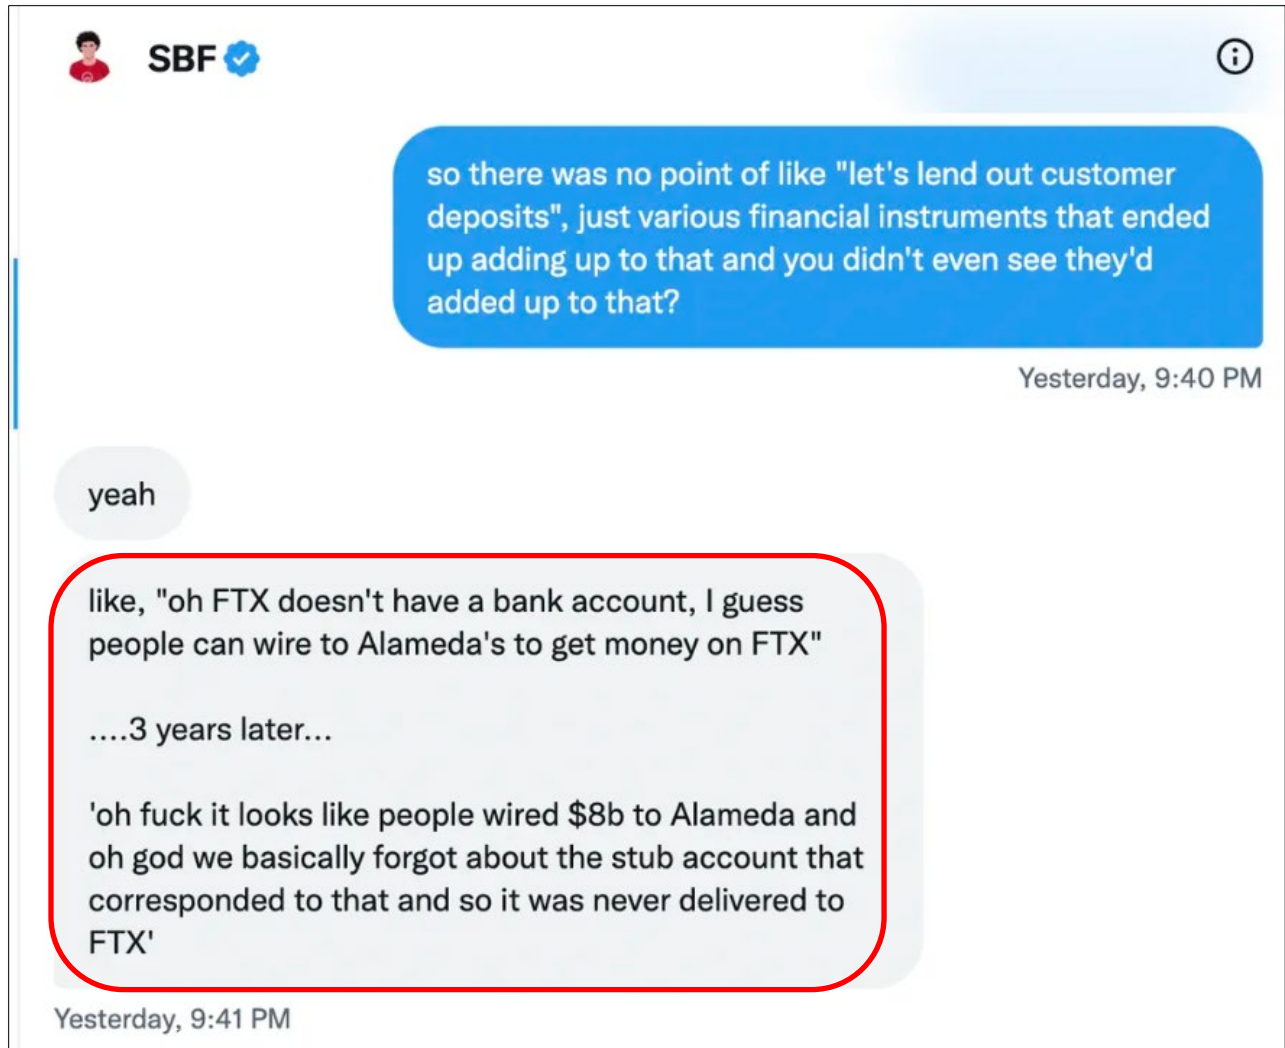 SBF
so there was no point of like "let's lend out customer
deposits", just various financial instruments that ended
up adding up to that and you didn't even see they'd
added up to that?
Yesterday, 9:40 PM
yeah
like, "oh FTX doesn't have a bank account, I guess
people can wire to Alameda's to get money on FTX"
....3 years later...
'oh fuck it looks like people wired $8b to Alameda and
oh god we basically forgot about the stub account that
corresponded to that and so it was never delivered to
FTX'
Yesterday, 9:41 PM